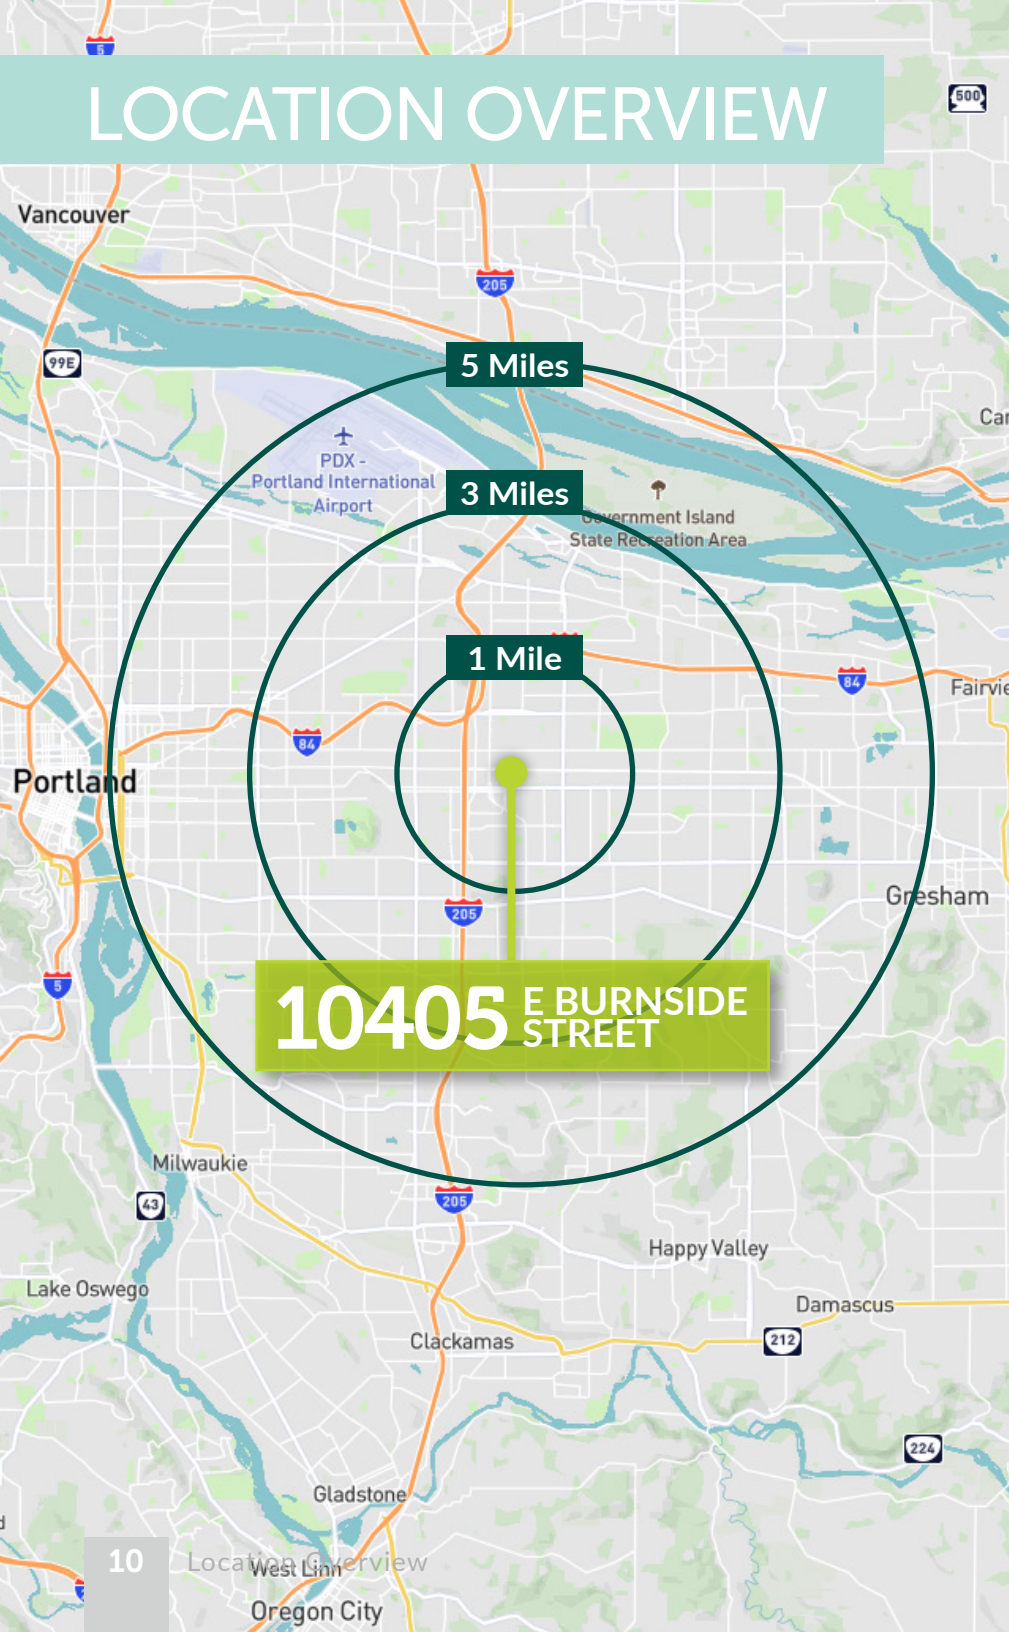 5
LOCATION OVERVIEW
500
Vancouver
205
99E
5 Miles
PDX -
Portland International
Airport
3 Miles
Government Island
State Recreation Area
1 Mile
84
Fairvie
84
Portland
Gresham
205
10405 E BURNSIDE
STREET
5
Milwaukie
43
205
Happy Valley
Lake Oswego
Damascus
Clackamas
212
224
Gladstone
10 Location Overview
West Linn
Oregon City